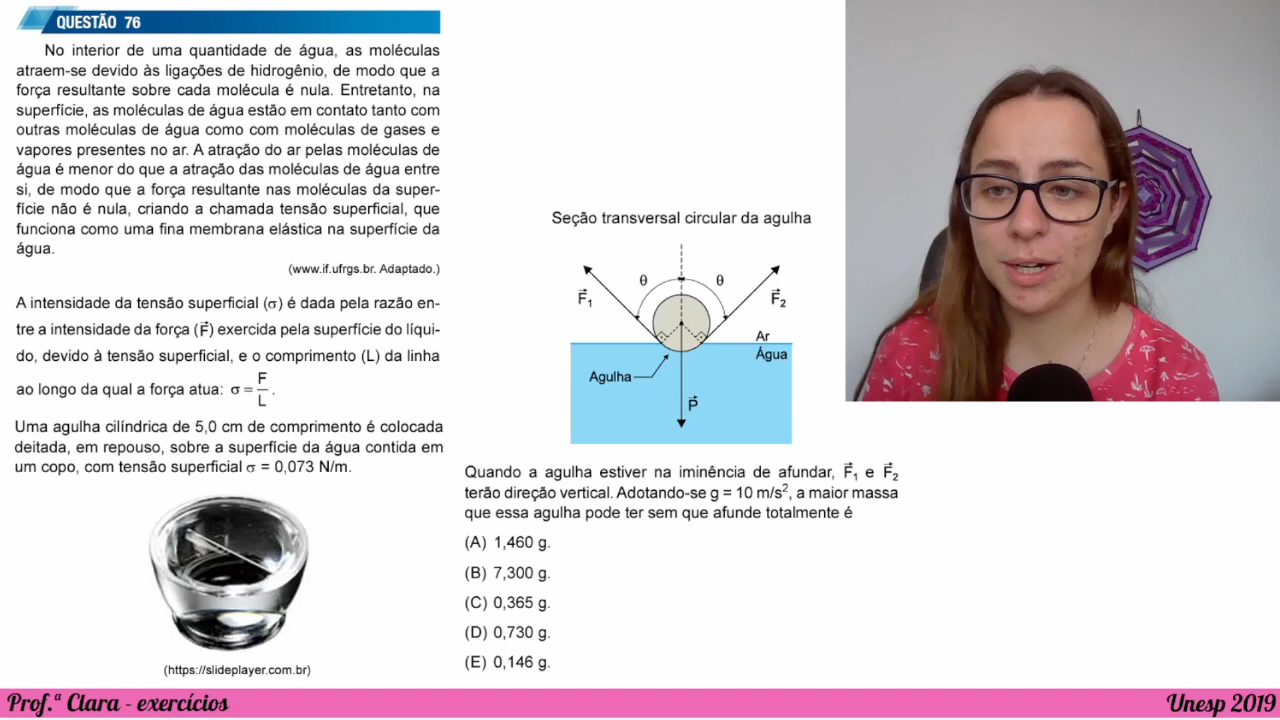 QUESTÃO 76
No interior de uma quantidade de água, as moléculas
atraem-se devido às ligações de hidrogênio, de modo que a
força resultante sobre cada molécula é nula. Entretanto, na
superfície, as moléculas de água estão em contato tanto com
outras moléculas de água como com moléculas de gases e
vapores presentes no ar. A atração do ar pelas moléculas de
água é menor do que a atração das moléculas de água entre
si, de modo que a força resultante nas moléculas da super-
fície não é nula, criando a chamada tensão superficial, que
funciona como uma fina membrana elástica na superfície da
água.
(www.if.ufrgs.br. Adaptado.)
A intensidade da tensão superficial (σ) é dada pela razão en-
tre a intensidade da força (F⃗) exercida pela superfície do líqui-
do, devido à tensão superficial, e o comprimento (L) da linha
ao longo da qual a força atua: σ = F/L.
Uma agulha cilíndrica de 5,0 cm de comprimento é colocada
deitada, em repouso, sobre a superfície da água contida em
um copo, com tensão superficial σ = 0,073 N/m.
(https://slideplayer.com.br)
Seção transversal circular da agulha
θ θ
F⃗₁ F⃗₂
Ar
Água
Agulha
P⃗
Quando a agulha estiver na iminência de afundar, F⃗₁ e F⃗₂
terão direção vertical. Adotando-se g = 10 m/s², a maior massa
que essa agulha pode ter sem que afunde totalmente é
(A) 1,460 g.
(B) 7,300 g.
(C) 0,365 g.
(D) 0,730 g.
(E) 0,146 g.
Prof.ª Clara - exercícios
Unesp 2019